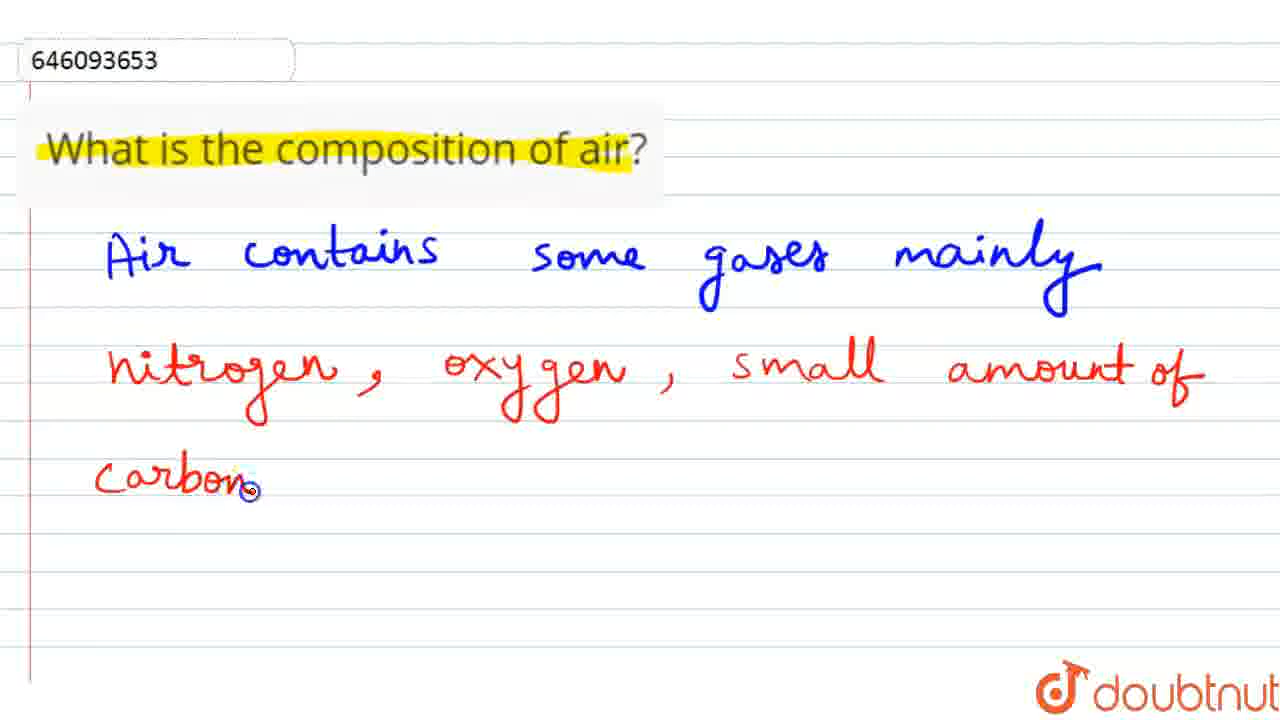 646093653
What is the composition of air?
Air contains some gases mainly
nitrogen, oxygen, small amount of
carbon
doubtnut